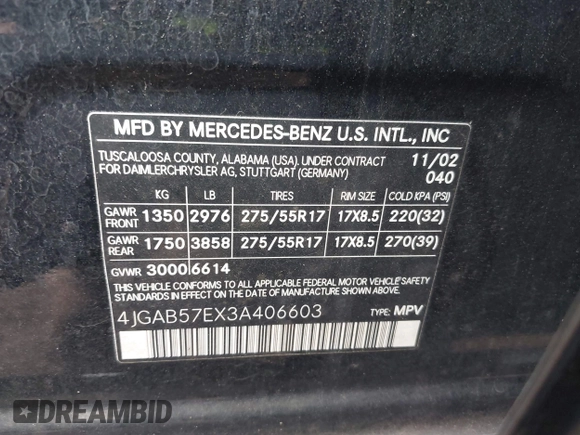 MFD BY MERCEDES-BENZ U.S. INTL., INC
TUSCALOOSA COUNTY, ALABAMA (USA). UNDER CONTRACT 11/02
FOR DAIMLERCHRYSLER AG, STUTTGART (GERMANY) 040
KG LB TIRES RIM SIZE COLD KPA (PSI)
GAWR FRONT 1350 2976 275/55R17 17X8.5 220(32)
GAWR REAR 1750 3858 275/55R17 17X8.5 270(39)
GVWR 3000 6614
THIS VEHICLE CONFORMS TO ALL APPLICABLE FEDERAL MOTOR VEHICLE SAFETY
STANDARDS IN EFFECT ON THE DATE OF MANUFACTURE SHOWN ABOVE.
4JGAB57EX3A406603 TYPE: MPV
DREAMBID